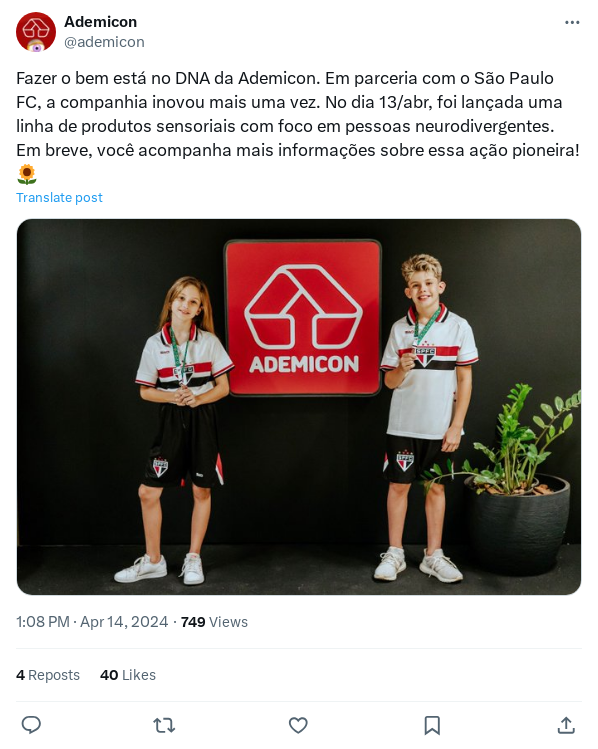 Ademicon
@ademicon
Fazer o bem está no DNA da Ademicon. Em parceria com o São Paulo
FC, a companhia inovou mais uma vez. No dia 13/abr, foi lançada uma
linha de produtos sensoriais com foco em pessoas neurodivergentes.
Em breve, você acompanha mais informações sobre essa ação pioneira!
🌻
Translate post
ADEMICON
SPFC
SPFC
SPFC
SPFC
1:08 PM · Apr 14, 2024 · 749 Views
4 Reposts 40 Likes